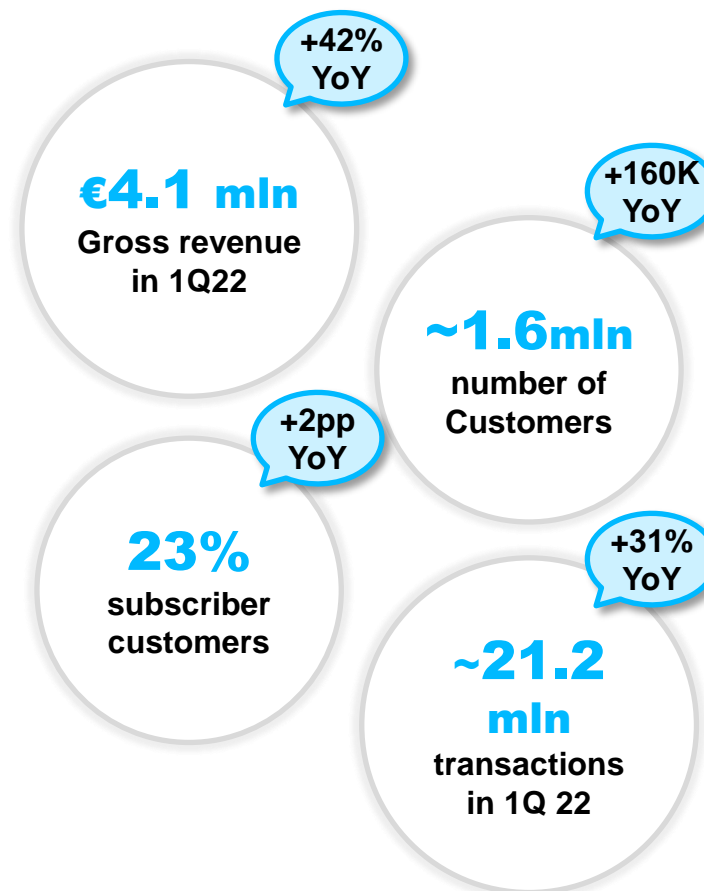 +42%
YoY
€4.1 mln
Gross revenue
in 1Q22
+160K
YoY
~1.6mln
number of
Customers
+2pp
YoY
23%
subscriber
customers
+31%
YoY
~21.2
mln
transactions
in 1Q 22